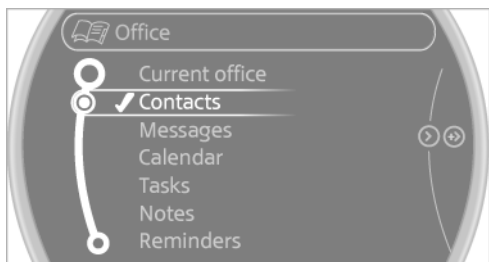 Office
Current office
Contacts
Messages
Calendar
Tasks
Notes
Reminders